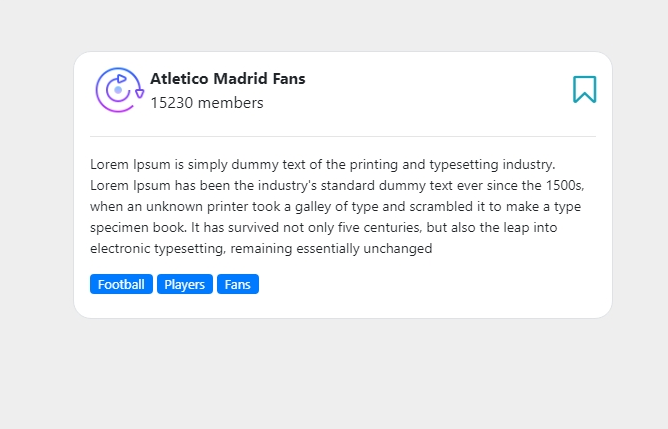 Atletico Madrid Fans
15230 members
Lorem Ipsum is simply dummy text of the printing and typesetting industry.
Lorem Ipsum has been the industry's standard dummy text ever since the 1500s,
when an unknown printer took a galley of type and scrambled it to make a type
specimen book. It has survived not only five centuries, but also the leap into
electronic typesetting, remaining essentially unchanged
Football Players Fans